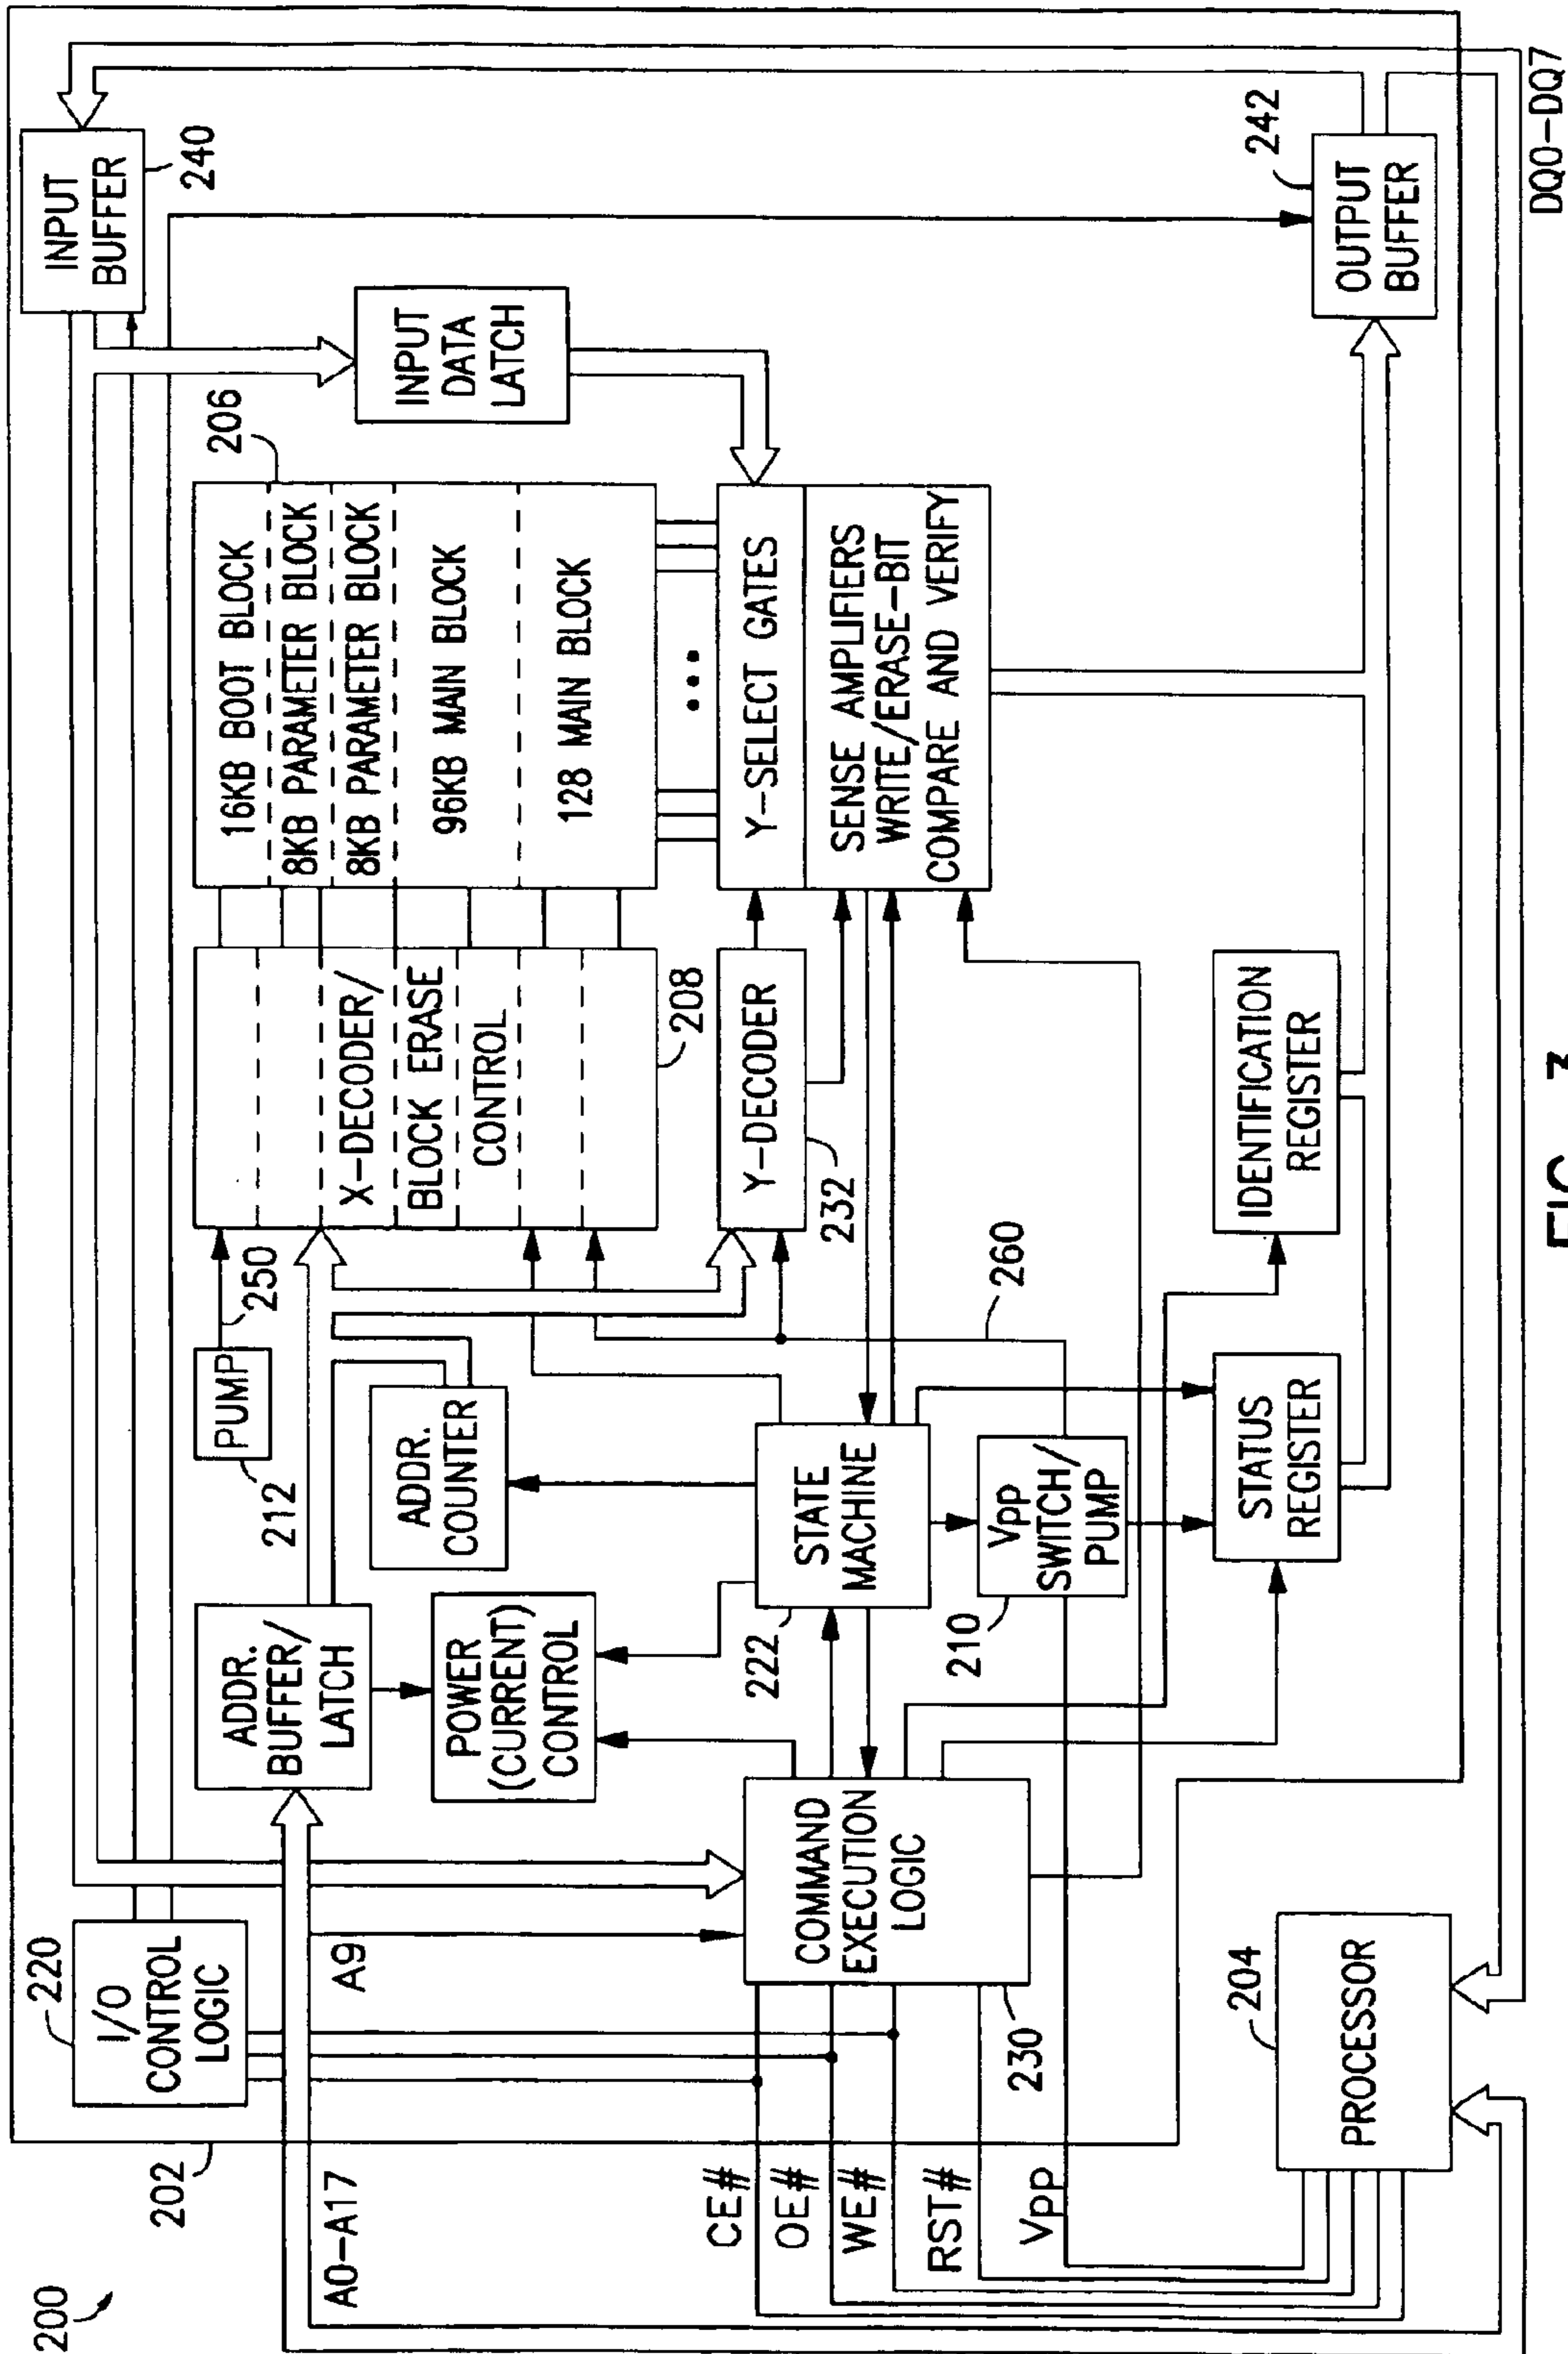 200
202
A0-A17
220
I/O
CONTROL
LOGIC
A9
ADDR.
BUFFER/
LATCH
212
PUMP
250
POWER
(CURRENT)
CONTROL
ADDR.
COUNTER
X-DECODER/
BLOCK ERASE
CONTROL
208
16KB BOOT BLOCK
8KB PARAMETER BLOCK
8KB PARAMETER BLOCK
96KB MAIN BLOCK
128 MAIN BLOCK
206
INPUT
DATA
LATCH
INPUT
BUFFER
240
CE#
OE#
WE#
RST#
Vpp
COMMAND
EXECUTION
LOGIC
230
222
STATE
MACHINE
210
Vpp
SWITCH/
PUMP
260
Y-DECODER
232
Y-SELECT GATES
SENSE AMPLIFIERS
WRITE/ERASE-BIT
COMPARE AND VERIFY
204
PROCESSOR
STATUS
REGISTER
IDENTIFICATION
REGISTER
242
OUTPUT
BUFFER
DQ0-DQ7
FIG. 3